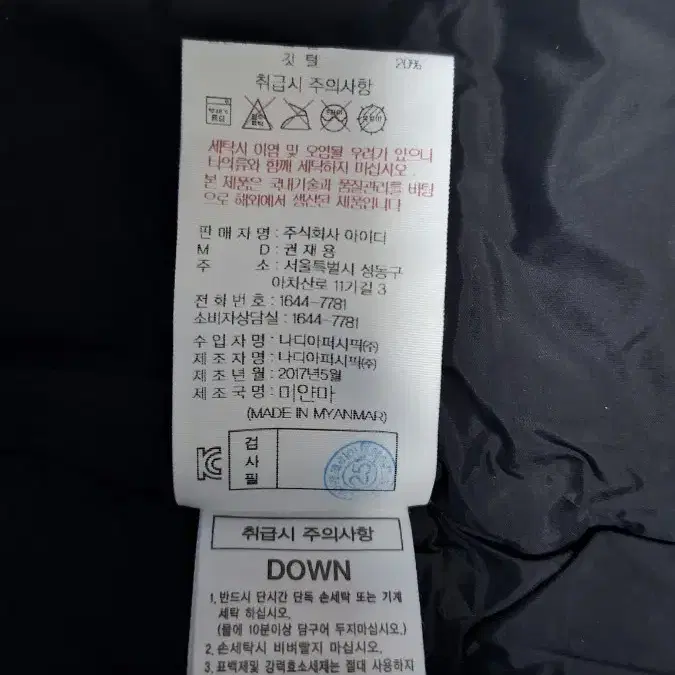 깃 털 20%
취급시 주의사항
세탁시 이염 및 오염될 우려가 있으니
타의류와 함께 세탁하지 마십시오.
본 제품은 국내기술과 품질관리를 바탕
으로 해외에서 생산된 제품입니다
판 매 자 명 : 주식회사 아이디
M D : 권 재 용
주 소 : 서울특별시 성동구
아차산로 11기길 3
전 화 번 호 : 1644-7781
소비자상담실 : 1644-7781
수 입 자 명 : 나디아퍼시픽(주)
제 조 자 명 : 나디아퍼시픽(주)
제 조 년 월 : 2017년5월
제 조 국 명 : 미얀마
(MADE IN MYANMAR)
검
사
필
25
취급시 주의사항
DOWN
1. 반드시 단시간 단독 손세탁 또는 기계
세탁 하십시오.
(물에 10분이상 담구어 두지마십시오.)
2. 손세탁시 비벼빨지 마십시오.
3. 표백제및 강력효소세제는 절대 사용하지